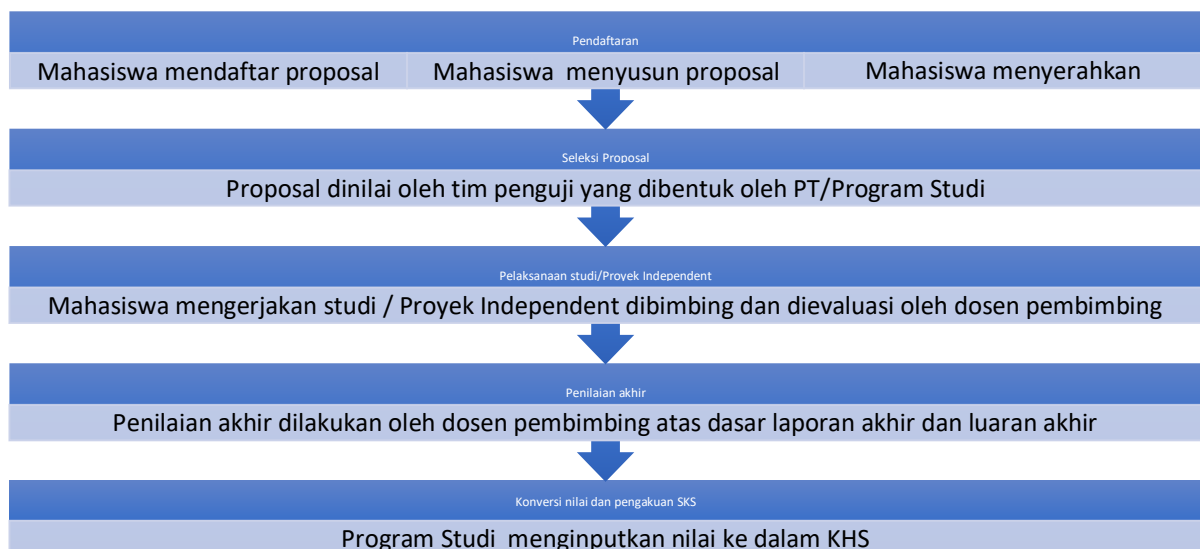 Pendaftaran
Mahasiswa mendaftar proposal
Mahasiswa menyusun proposal
Mahasiswa menyerahkan
Seleksi Proposal
Proposal dinilai oleh tim penguji yang dibentuk oleh PT/Program Studi
Pelaksanaan studi/Proyek Independent
Mahasiswa mengerjakan studi / Proyek Independent dibimbing dan dievaluasi oleh dosen pembimbing
Penilaian akhir
Penilaian akhir dilakukan oleh dosen pembimbing atas dasar laporan akhir dan luaran akhir
Konversi nilai dan pengakuan SKS
Program Studi menginputkan nilai ke dalam KHS